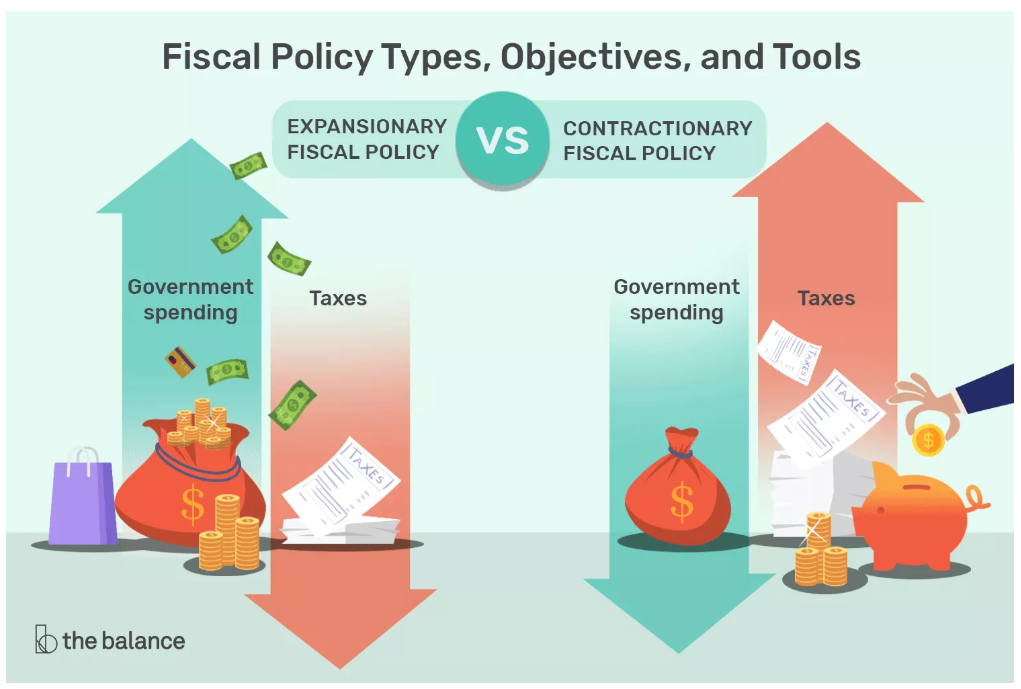 Fiscal Policy Types, Objectives, and Tools
EXPANSIONARY
FISCAL POLICY
VS
CONTRACTIONARY
FISCAL POLICY
Government
spending
Taxes
$
TAXES
Government
spending
Taxes
TAXES
TAXES
$
$
the balance